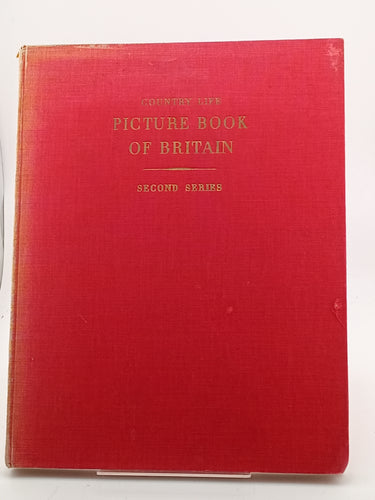 COUNTRY LIFE
PICTURE BOOK
OF BRITAIN
SECOND SERIES